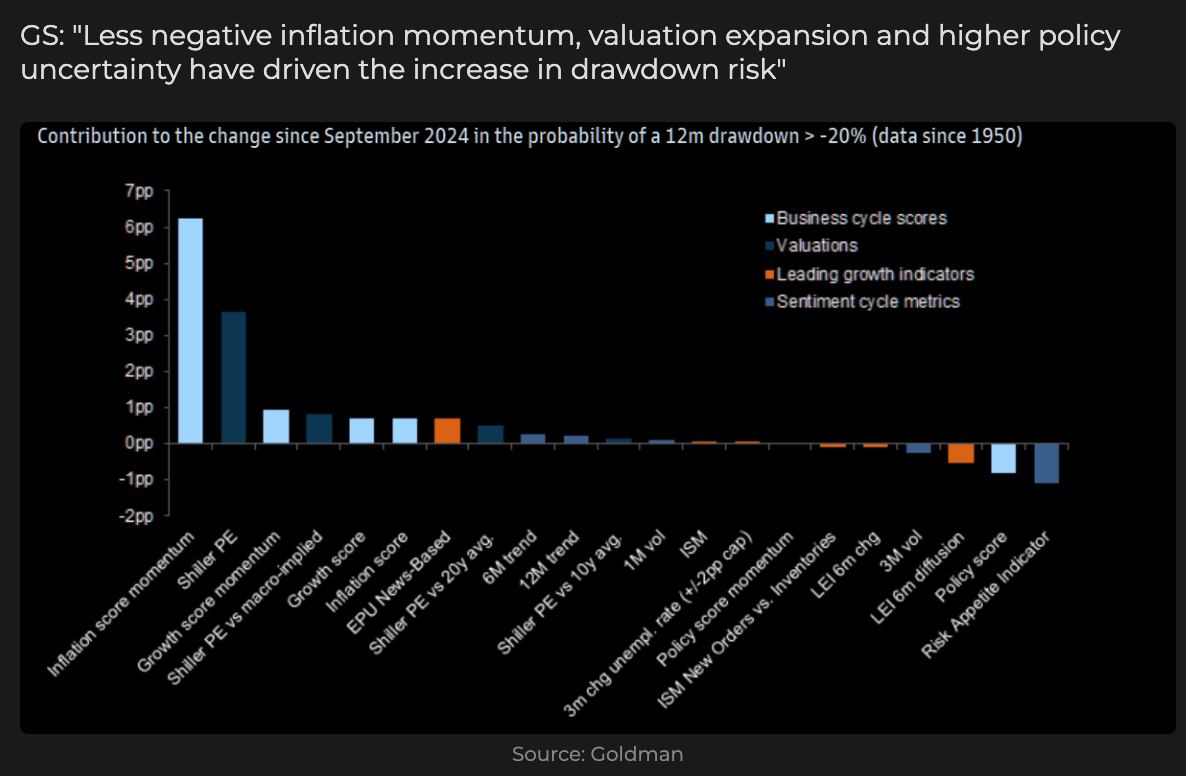 GS: "Less negative inflation momentum, valuation expansion and higher policy
uncertainty have driven the increase in drawdown risk"
Contribution to the change since September 2024 in the probability of a 12m drawdown > -20% (data since 1950)
7pp
6pp
5pp
4pp
3pp
2pp
1pp
0pp
-1pp
-2pp
Business cycle scores
Valuations
Leading growth indicators
Sentiment cycle metrics
Inflation score momentum
Shiller PE
Growth score momentum
Shiller PE vs macro-implied
Growth score
Inflation score
EPU News-Based
Shiller PE vs 20y avg.
6M trend
12M trend
Shiller PE vs 10y avg.
1M vol
ISM
3m chg unempl. rate (+/-2pp cap)
Policy score momentum
ISM New Orders vs. Inventories
LEI 6m chg
3M vol
LEI 6m diffusion
Policy score
Risk Appetite Indicator
Source: Goldman